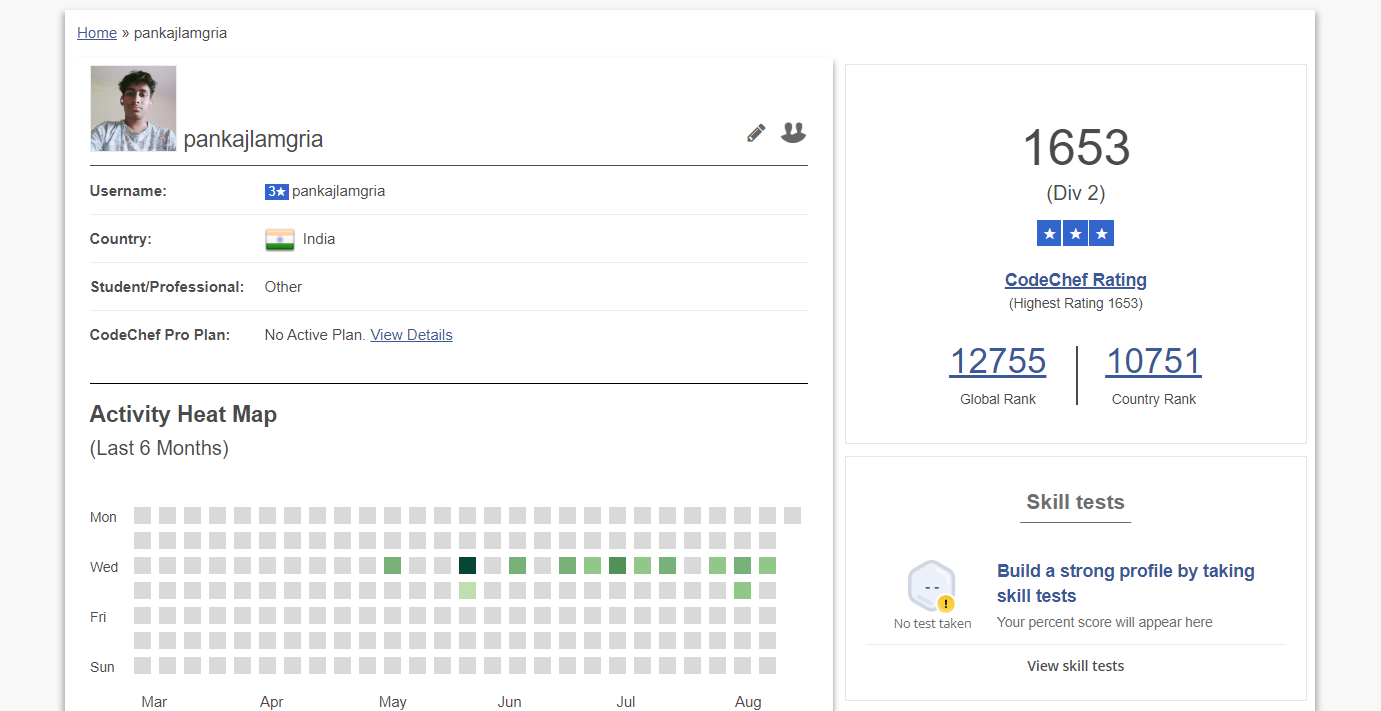 Home » pankajlamgria
pankajlamgria
Username: 3★ pankajlamgria
Country: India
Student/Professional: Other
CodeChef Pro Plan: No Active Plan. View Details
Activity Heat Map
(Last 6 Months)
Mon
Wed
Fri
Sun
Mar Apr May Jun Jul Aug
1653
(Div 2)
★ ★ ★
CodeChef Rating
(Highest Rating 1653)
12755 10751
Global Rank Country Rank
Skill tests
--
!
No test taken
Build a strong profile by taking
skill tests
Your percent score will appear here
View skill tests